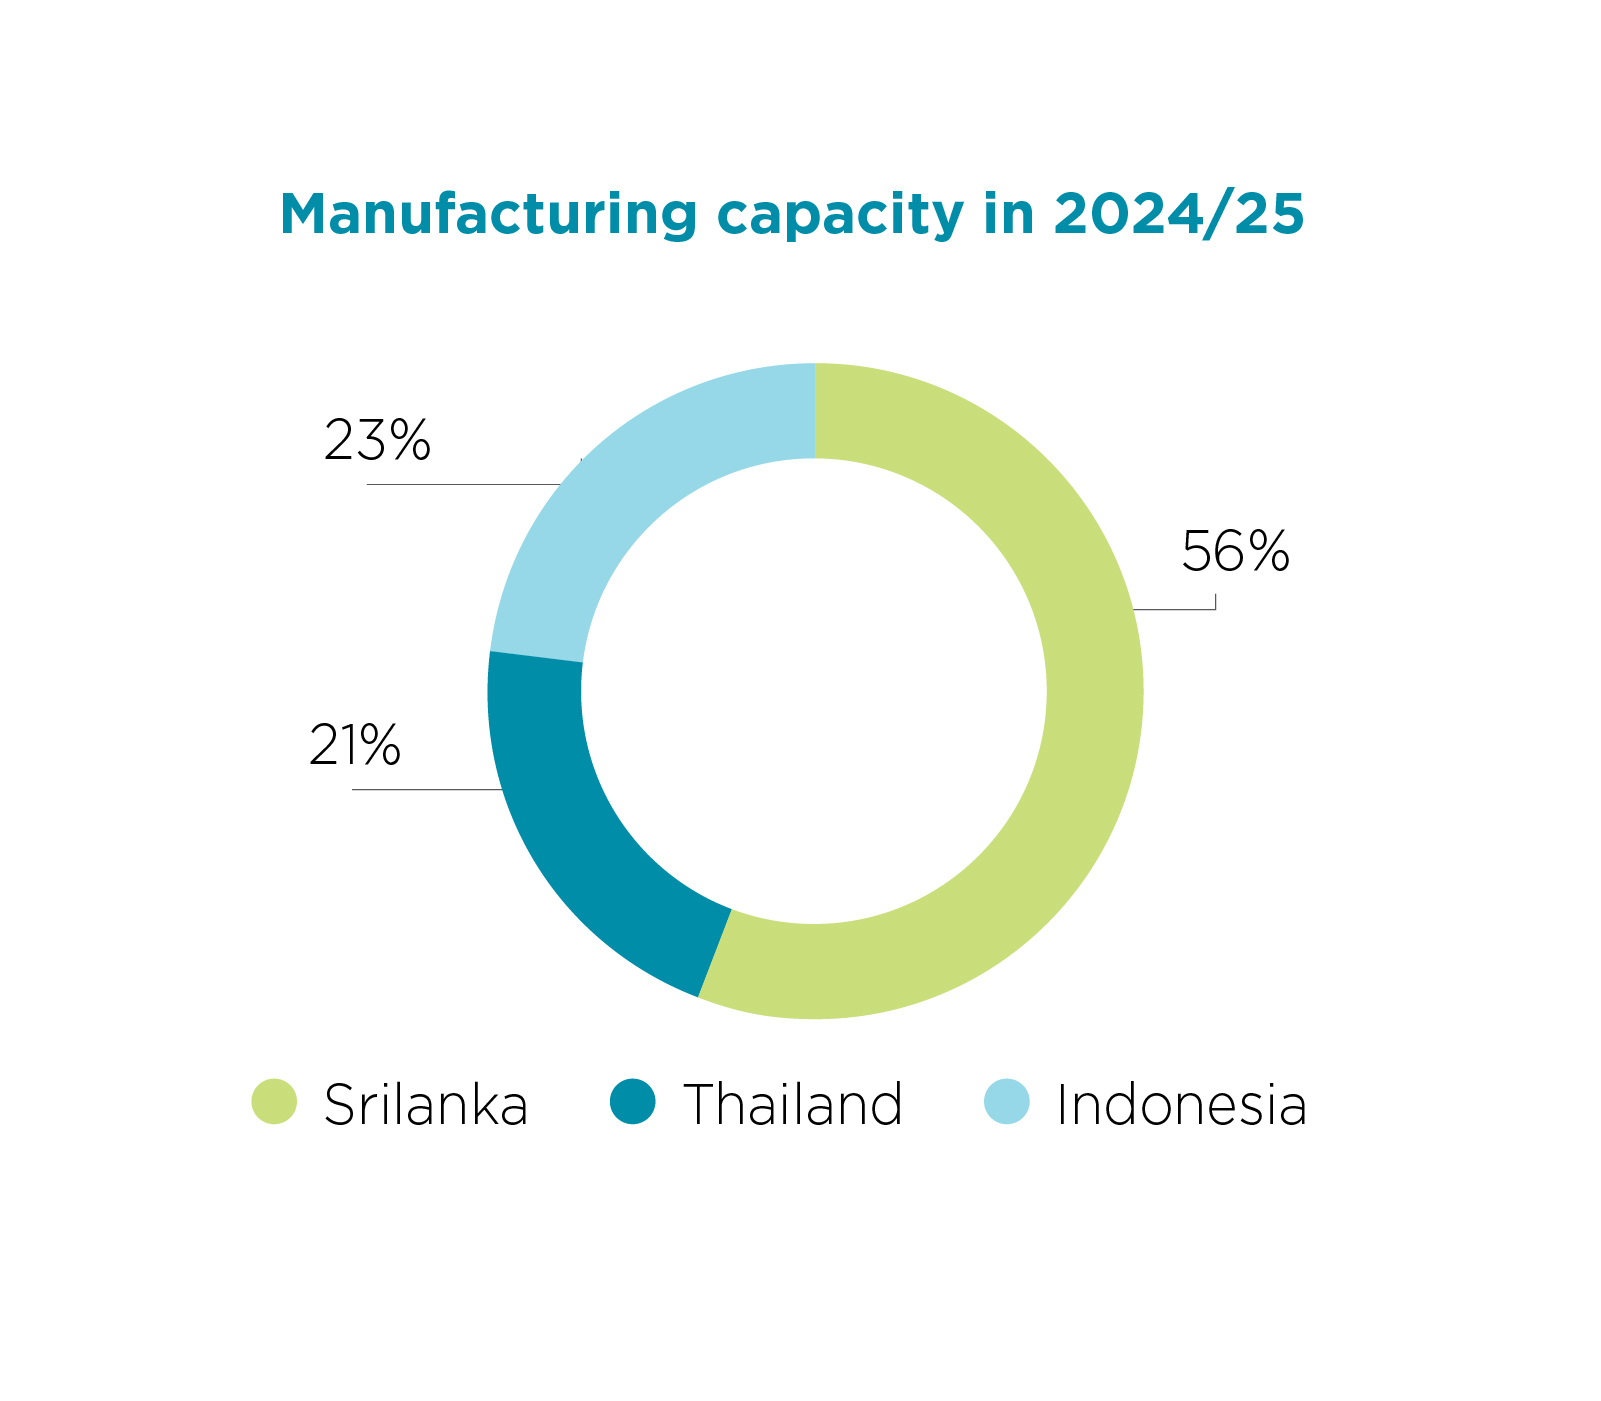 Manufacturing capacity in 2024/25
23%
56%
21%
Srilanka
Thailand
Indonesia